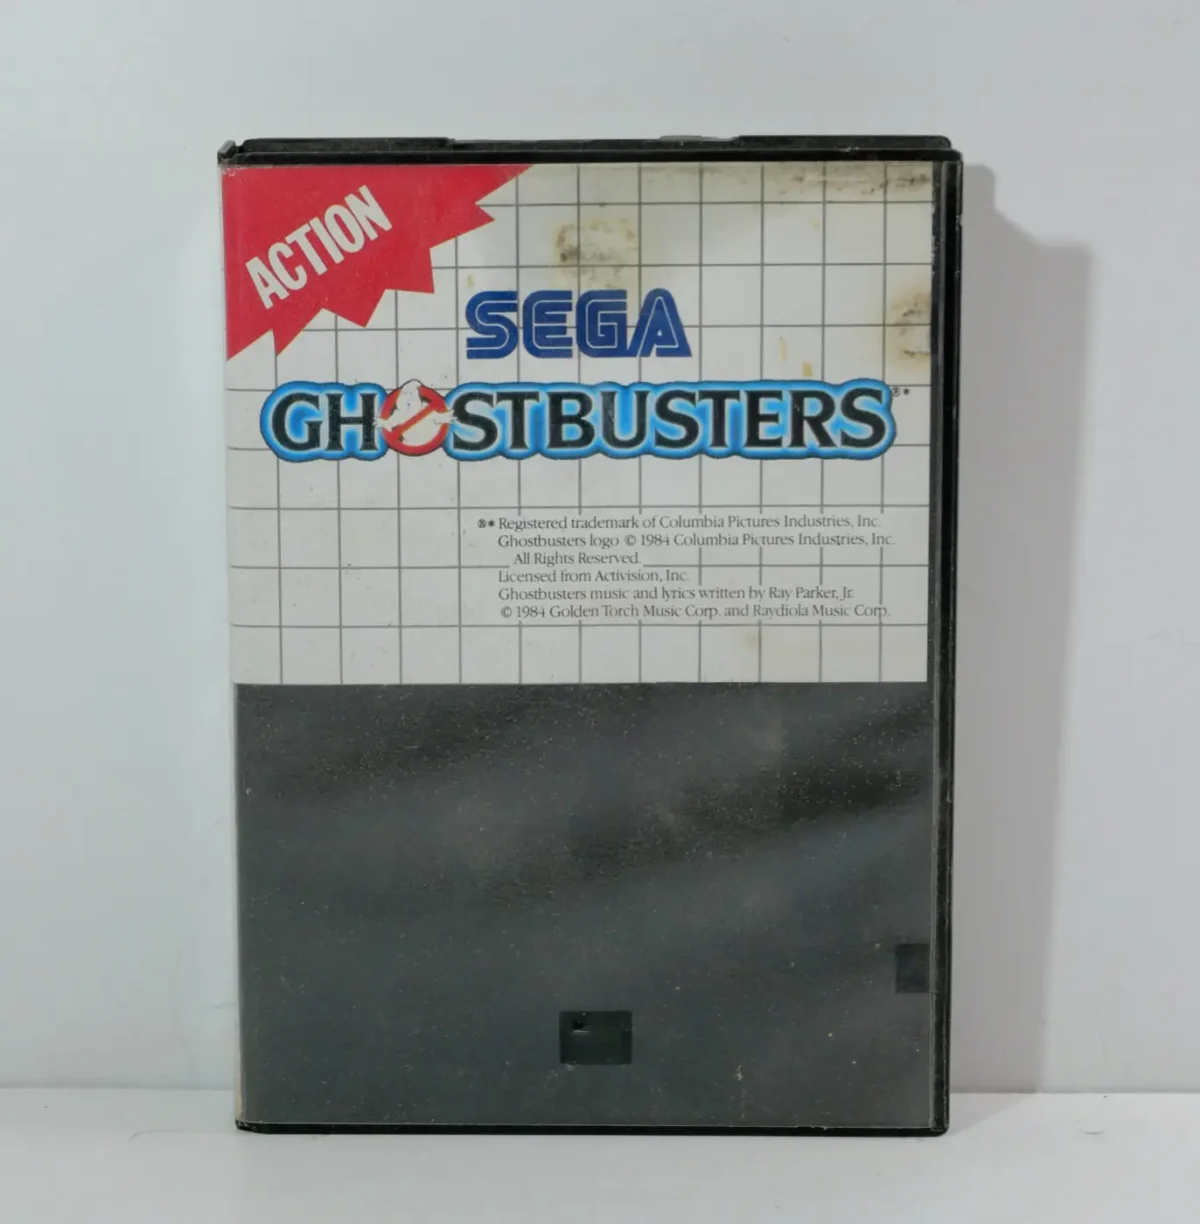 ACTION
SEGA
GHOSTBUSTERS®*
®* Registered trademark of Columbia Pictures Industries, Inc.
Ghostbusters logo © 1984 Columbia Pictures Industries, Inc.
All Rights Reserved.
Licensed from Activision, Inc.
Ghostbusters music and lyrics written by Ray Parker, Jr.
© 1984 Golden Torch Music Corp. and Raydiola Music Corp.